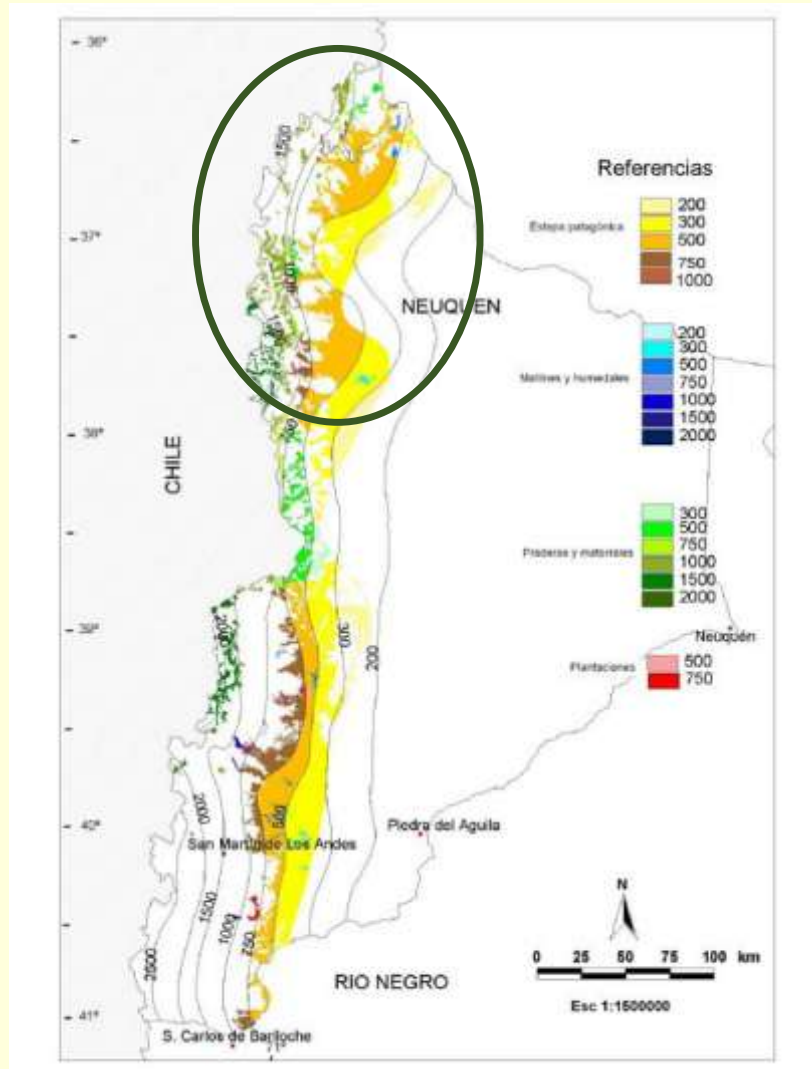 36°
1500
Referencias
37°
Estepa patagónica
200
300
500
750
1000
NEUQUEN
Mallines y humedales
200
300
500
750
1000
1500
2000
38°
CHILE
Praderas y matorrales
300
500
750
1000
1500
2000
39°
2000
300
200
Neuquén
Plantaciones
500
750
40°
2000
500
Piedra del Aguila
San Martín de Los Andes
1500
1000
750
N
0 25 50 75 100 km
RIO NEGRO
Esc 1:1500000
41°
S. Carlos de Bariloche